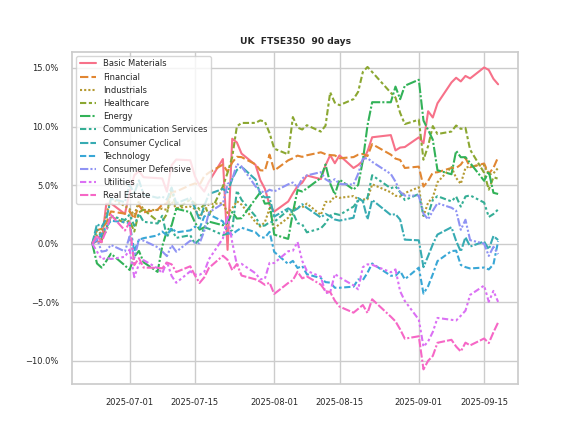 UK FTSE350 90 days
15.0%
10.0%
5.0%
0.0%
−5.0%
−10.0%
Basic Materials
Financial
Industrials
Healthcare
Energy
Communication Services
Consumer Cyclical
Technology
Consumer Defensive
Utilities
Real Estate
2025-07-01
2025-07-15
2025-08-01
2025-08-15
2025-09-01
2025-09-15